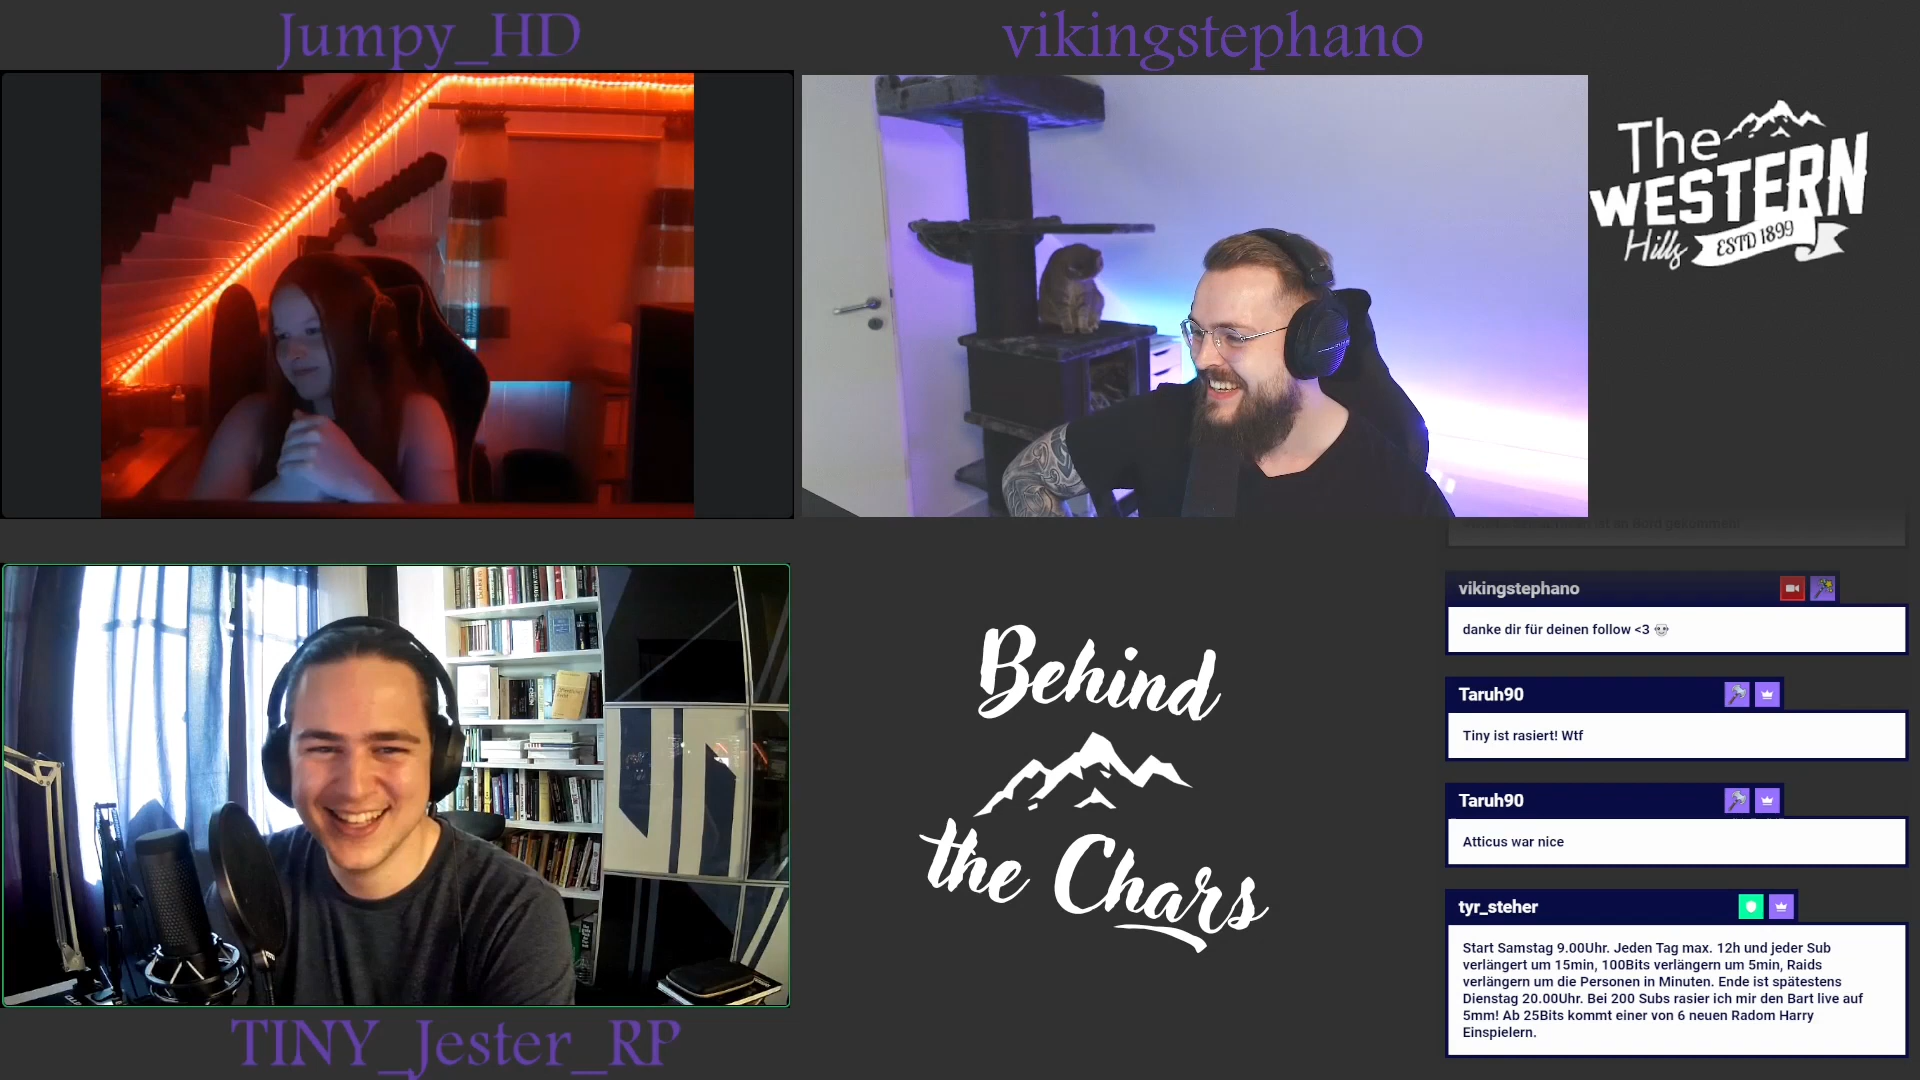 Jumpy_HD
vikingstephano
The
WESTERN
Hills
ESTD 1899
ist an Bord gekommen!
vikingstephano
danke dir für deinen follow <3
Taruh90
Tiny ist rasiert! Wtf
Taruh90
Atticus war nice
tyr_steher
Start Samstag 9.00Uhr. Jeden Tag max. 12h und jeder Sub
verlängert um 15min, 100Bits verlängern um 5min, Raids
verlängern um die Personen in Minuten. Ende ist spätestens
Dienstag 20.00Uhr. Bei 200 Subs rasier ich mir den Bart live auf
5mm! Ab 25Bits kommt einer von 6 neuen Radom Harry
Einspielern.
Behind
the Chars
TINY_Jester_RP